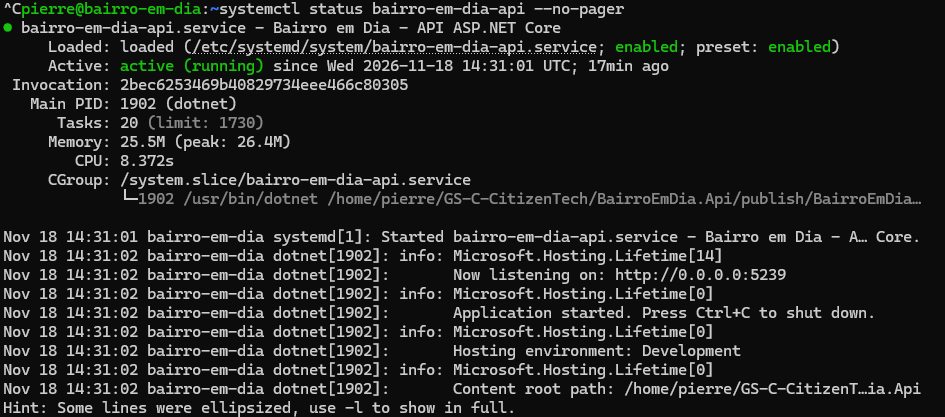 ^Cpierre@bairro-em-dia:~systemctl status bairro-em-dia-api --no-pager
● bairro-em-dia-api.service - Bairro em Dia - API ASP.NET Core
Loaded: loaded (/etc/systemd/system/bairro-em-dia-api.service; enabled; preset: enabled)
Active: active (running) since Wed 2026-11-18 14:31:01 UTC; 17min ago
Invocation: 2bec6253469b40829734eee466c80305
Main PID: 1902 (dotnet)
Tasks: 20 (limit: 1730)
Memory: 25.5M (peak: 26.4M)
CPU: 8.372s
CGroup: /system.slice/bairro-em-dia-api.service
└─1902 /usr/bin/dotnet /home/pierre/GS-C-CitizenTech/BairroEmDia.Api/publish/BairroEmDia…
Nov 18 14:31:01 bairro-em-dia systemd[1]: Started bairro-em-dia-api.service - Bairro em Dia - A… Core.
Nov 18 14:31:02 bairro-em-dia dotnet[1902]: info: Microsoft.Hosting.Lifetime[14]
Nov 18 14:31:02 bairro-em-dia dotnet[1902]:       Now listening on: http://0.0.0.0:5239
Nov 18 14:31:02 bairro-em-dia dotnet[1902]: info: Microsoft.Hosting.Lifetime[0]
Nov 18 14:31:02 bairro-em-dia dotnet[1902]:       Application started. Press Ctrl+C to shut down.
Nov 18 14:31:02 bairro-em-dia dotnet[1902]: info: Microsoft.Hosting.Lifetime[0]
Nov 18 14:31:02 bairro-em-dia dotnet[1902]:       Hosting environment: Development
Nov 18 14:31:02 bairro-em-dia dotnet[1902]: info: Microsoft.Hosting.Lifetime[0]
Nov 18 14:31:02 bairro-em-dia dotnet[1902]:       Content root path: /home/pierre/GS-C-CitizenT…ia.Api
Hint: Some lines were ellipsized, use -l to show in full.